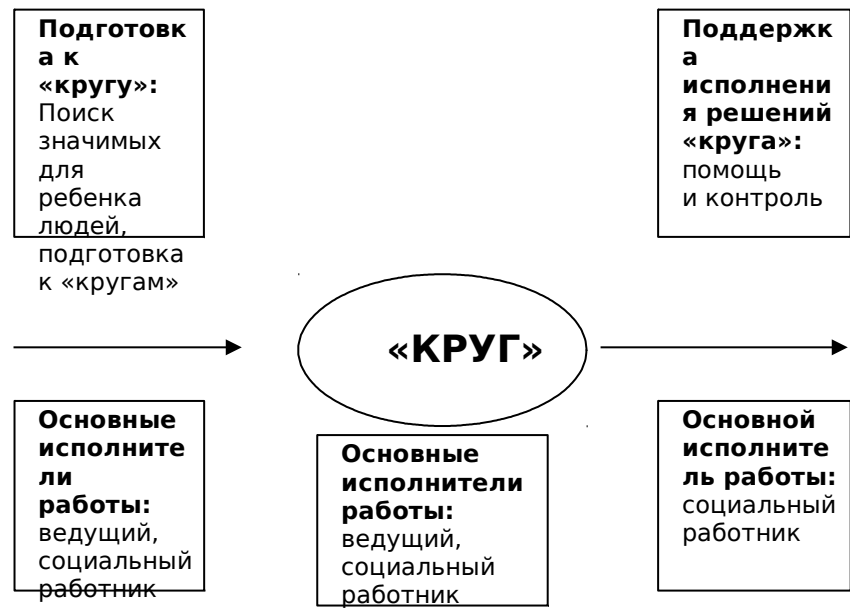 Подготовк
а к
«кругу»:
Поиск
значимых
для
ребенка
людей,
подготовка
к «кругам»
Поддержк
а
исполнени
я решений
«круга»:
помощь
и контроль
«КРУГ»
Основные
исполните
ли
работы:
ведущий,
социальный
работник
Основные
исполнители
работы:
ведущий,
социальный
работник
Основной
исполните
ль работы:
социальный
работник